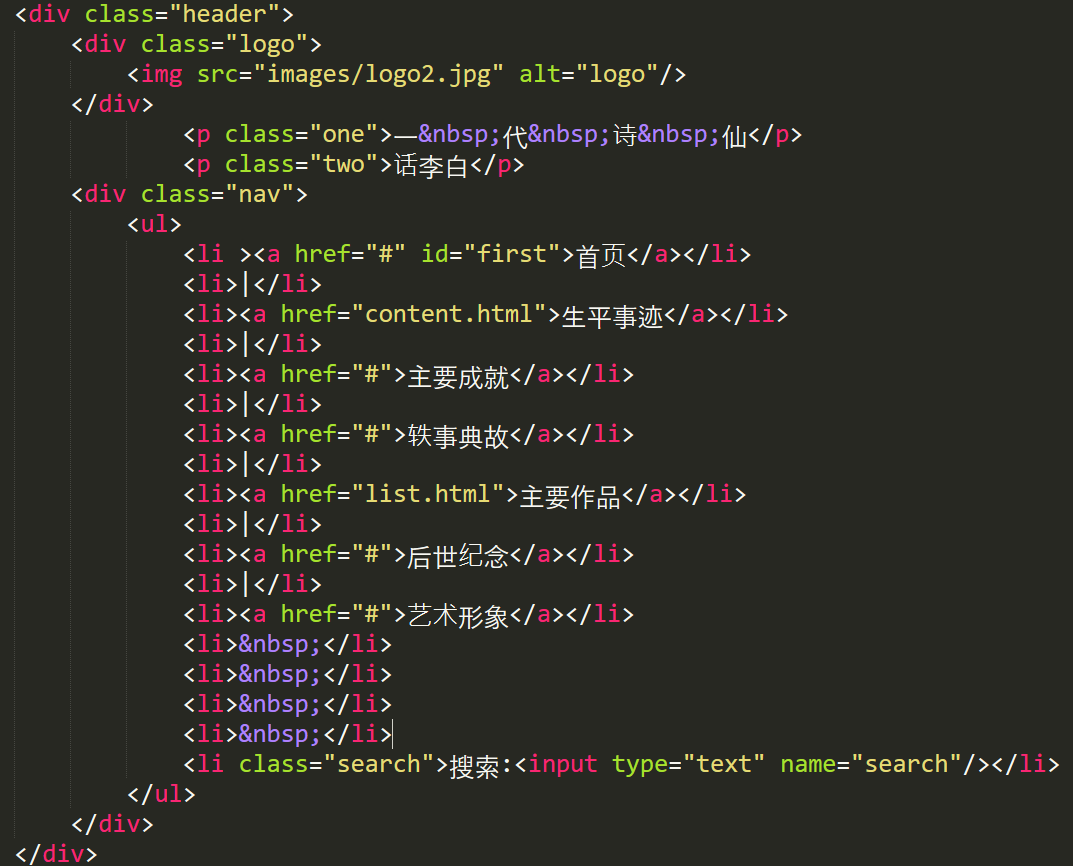 <div class="header">
    <div class="logo">
        <img src="images/logo2.jpg" alt="logo"/>
    </div>
            <p class="one">一&nbsp;代&nbsp;诗&nbsp;仙</p>
            <p class="two">话李白</p>
    <div class="nav">
        <ul>
            <li ><a href="#" id="first">首页</a></li>
            <li>|</li>
            <li><a href="content.html">生平事迹</a></li>
            <li>|</li>
            <li><a href="#">主要成就</a></li>
            <li>|</li>
            <li><a href="#">轶事典故</a></li>
            <li>|</li>
            <li><a href="list.html">主要作品</a></li>
            <li>|</li>
            <li><a href="#">后世纪念</a></li>
            <li>|</li>
            <li><a href="#">艺术形象</a></li>
            <li>&nbsp;</li>
            <li>&nbsp;</li>
            <li>&nbsp;</li>
            <li>&nbsp;</li>
            <li class="search">搜索:<input type="text" name="search"/></li>
        </ul>
    </div>
</div>